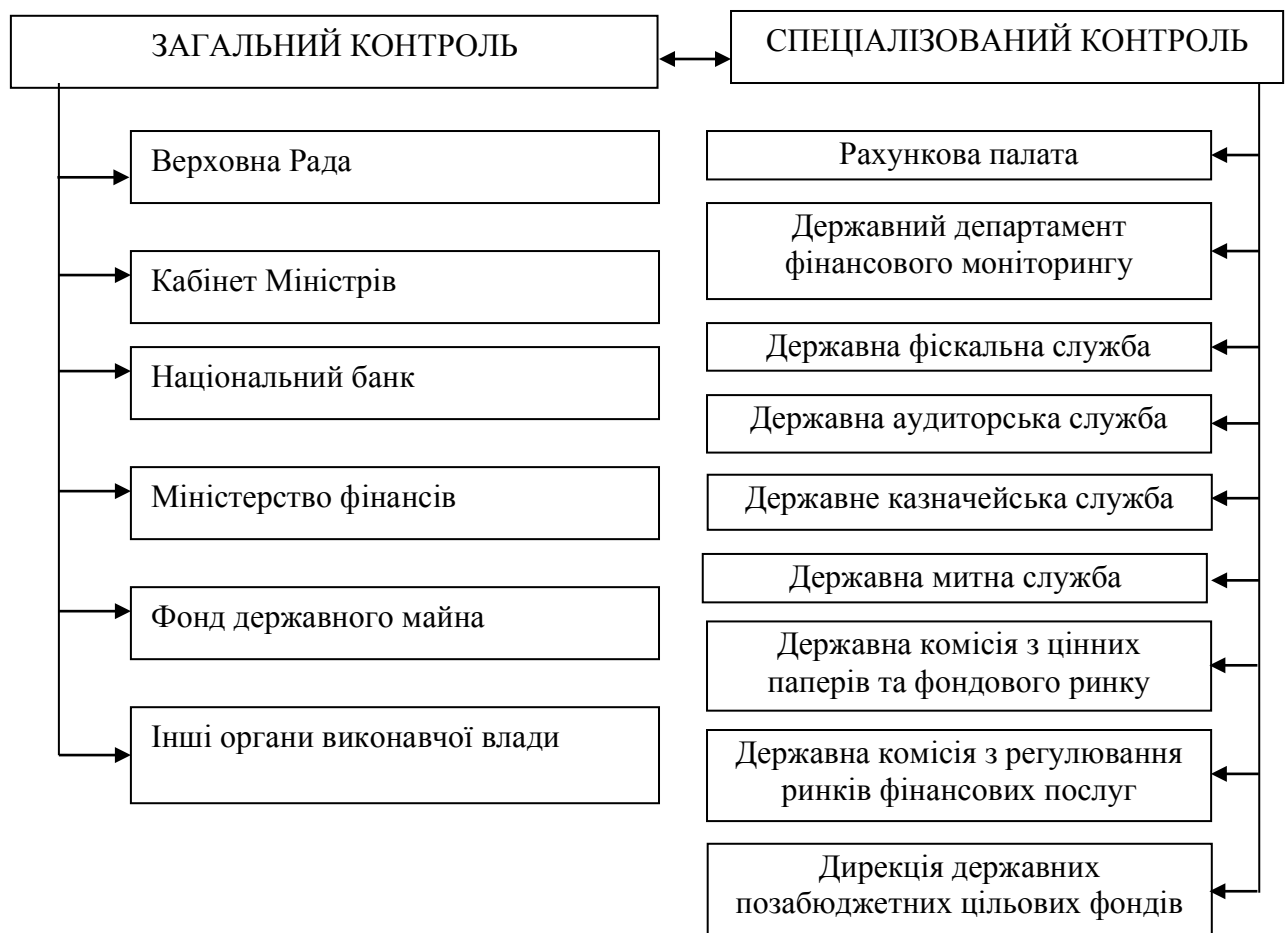 ЗАГАЛЬНИЙ КОНТРОЛЬ
СПЕЦІАЛІЗОВАНИЙ КОНТРОЛЬ
Верховна Рада
Кабінет Міністрів
Національний банк
Міністерство фінансів
Фонд державного майна
Інші органи виконавчої влади
Рахункова палата
Державний департамент
фінансового моніторингу
Державна фіскальна служба
Державна аудиторська служба
Державне казначейська служба
Державна митна служба
Державна комісія з цінних
паперів та фондового ринку
Державна комісія з регулювання
ринків фінансових послуг
Дирекція державних
позабюджетних цільових фондів